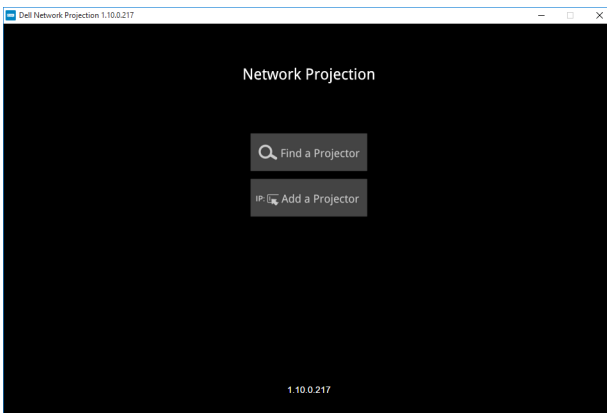 Dell Network Projection 1.10.0.217
Network Projection
Find a Projector
IP: Add a Projector
1.10.0.217